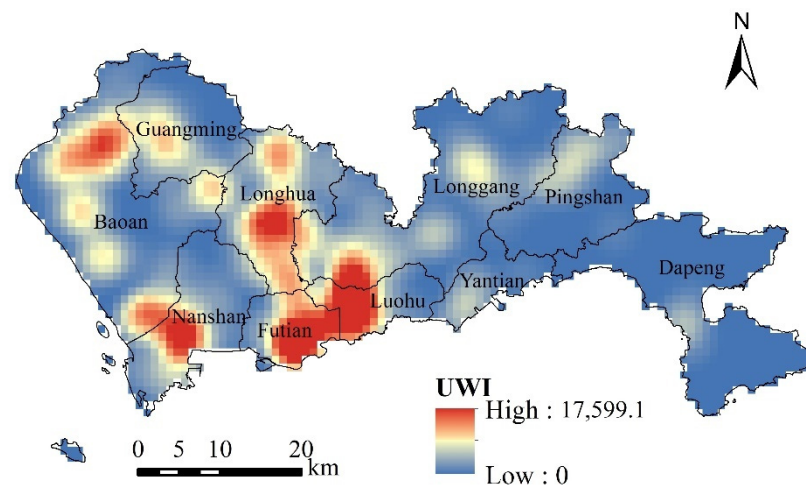 N
Guangming
Longhua
Longgang
Pingshan
Baoan
Dapeng
Yantian
Luohu
Nanshan
Futian
UWI
High : 17,599.1
Low : 0
0 5 10 20
km